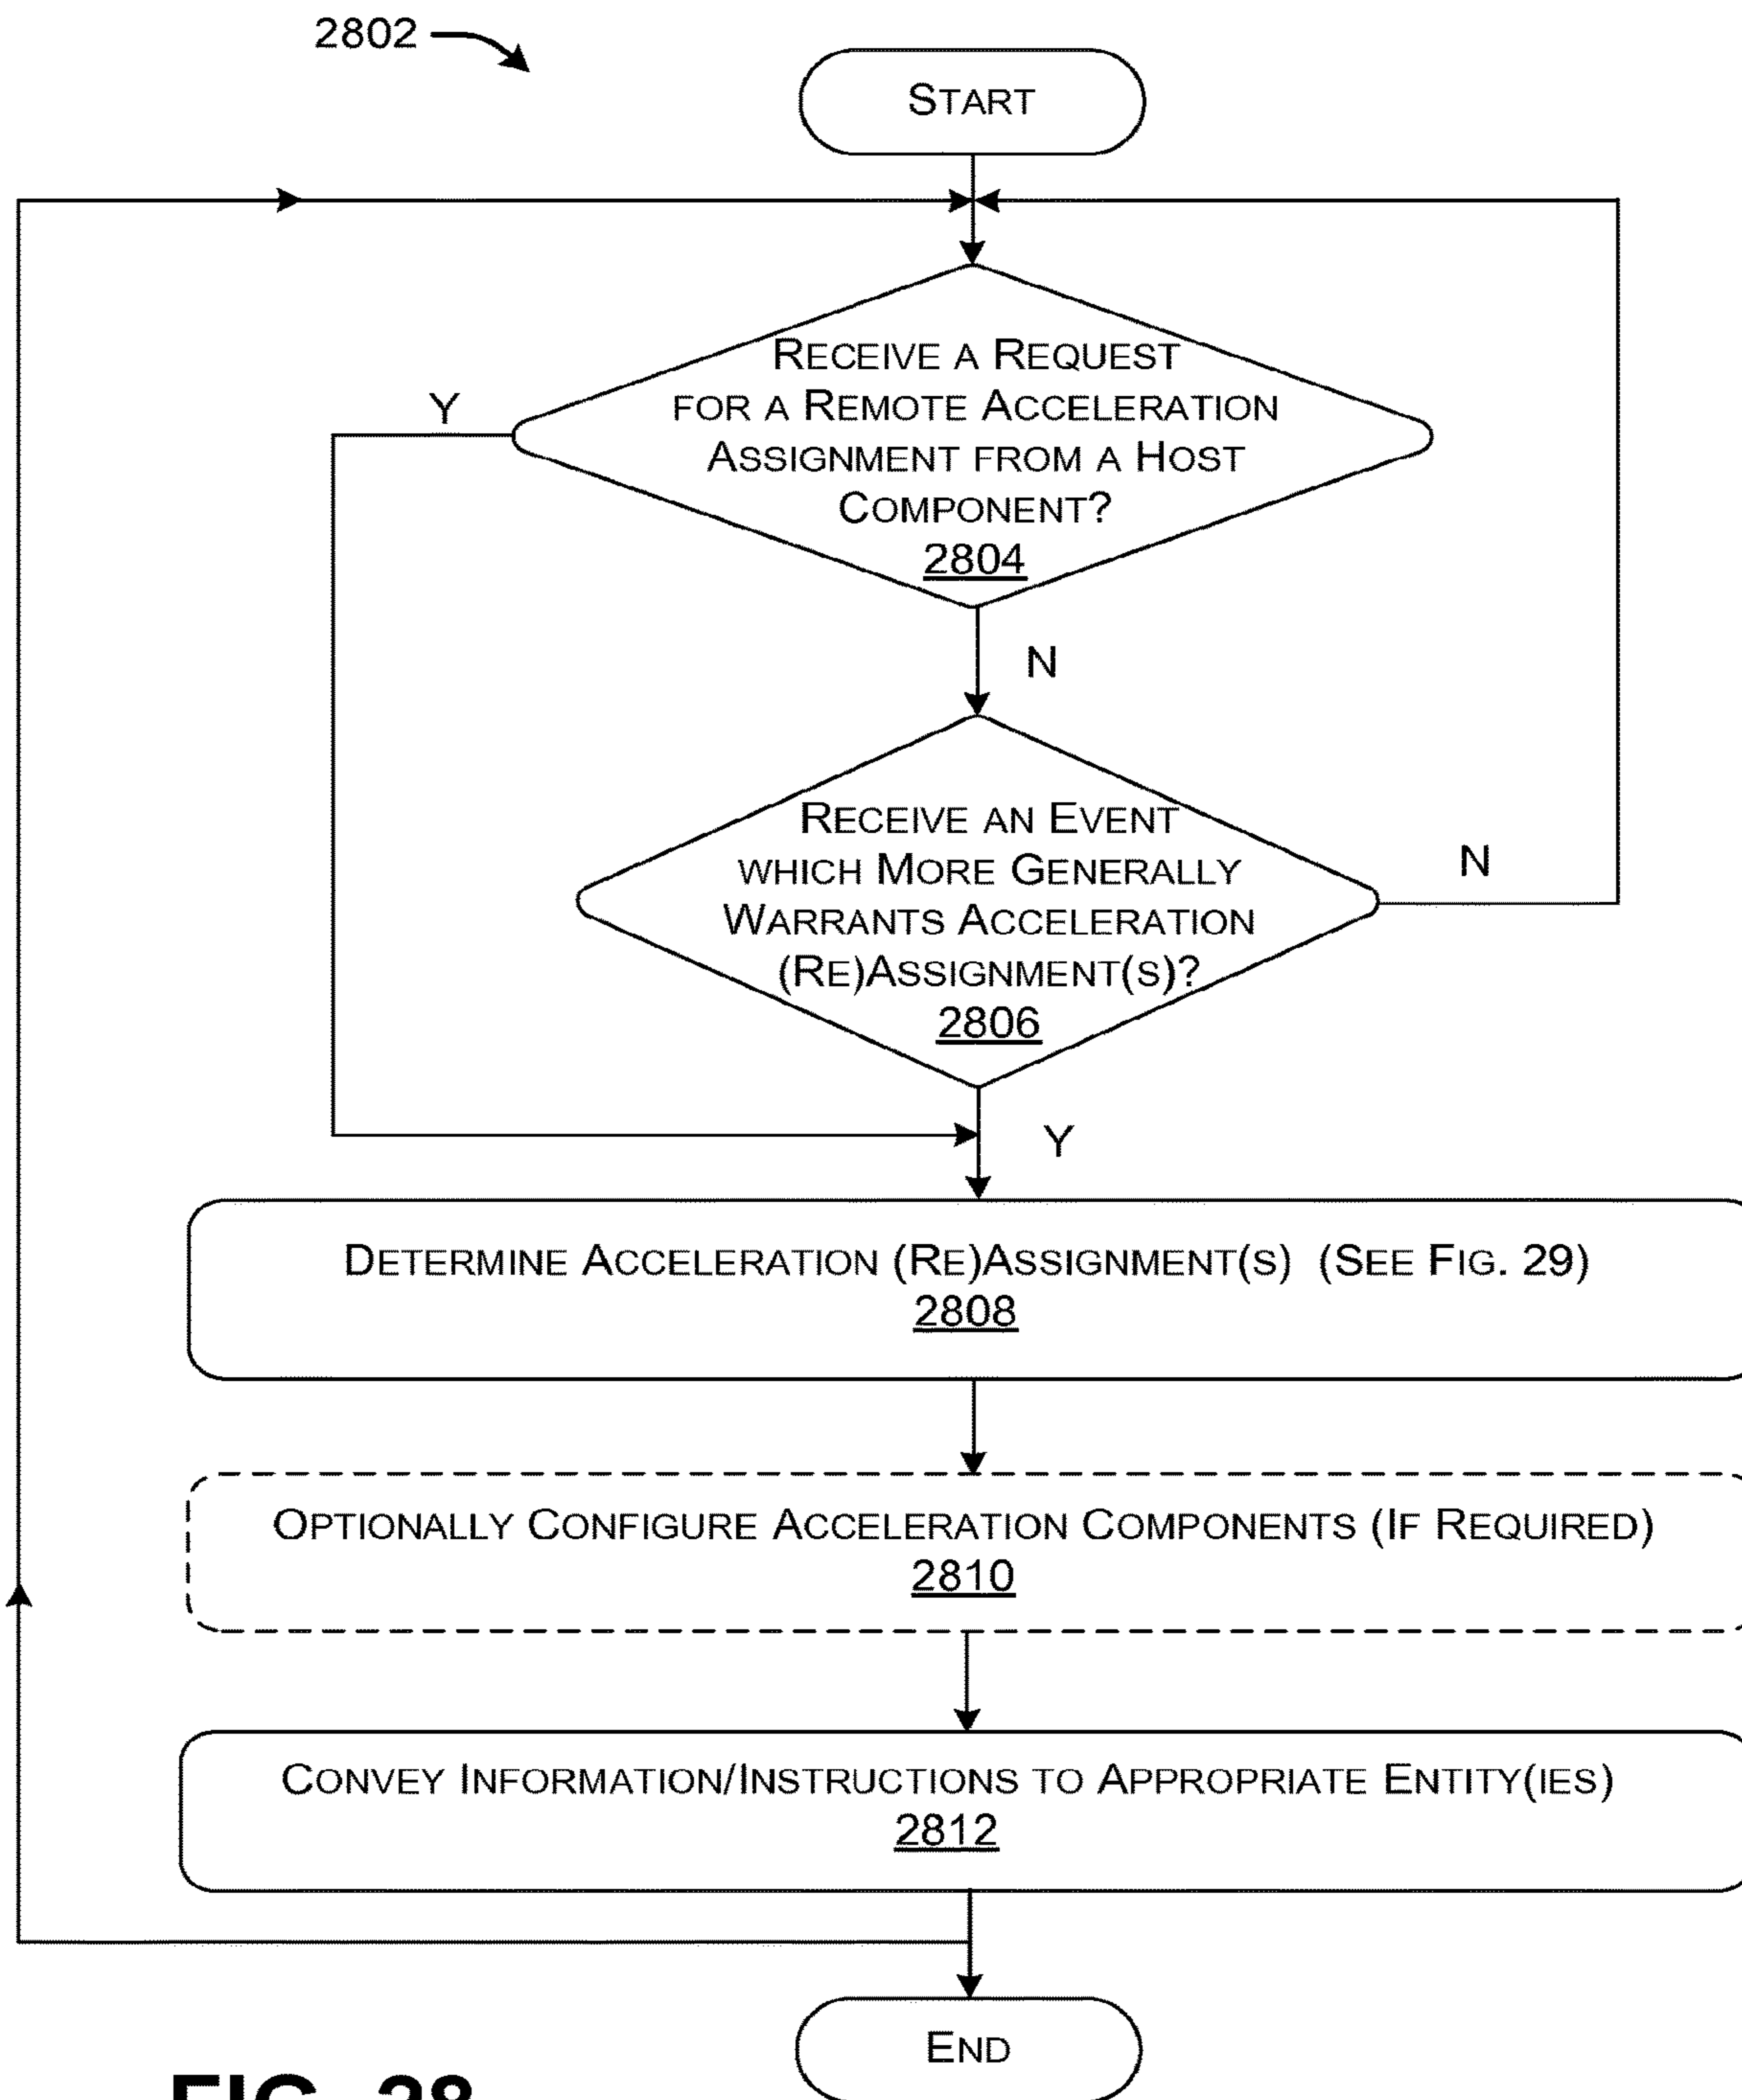 2802
START
RECEIVE A REQUEST
FOR A REMOTE ACCELERATION
ASSIGNMENT FROM A HOST
COMPONENT?
2804
Y
N
RECEIVE AN EVENT
WHICH MORE GENERALLY
WARRANTS ACCELERATION
(RE)ASSIGNMENT(S)?
2806
N
Y
DETERMINE ACCELERATION (RE)ASSIGNMENT(S) (SEE FIG. 29)
2808
OPTIONALLY CONFIGURE ACCELERATION COMPONENTS (IF REQUIRED)
2810
CONVEY INFORMATION/INSTRUCTIONS TO APPROPRIATE ENTITY(IES)
2812
END
FIG. 28